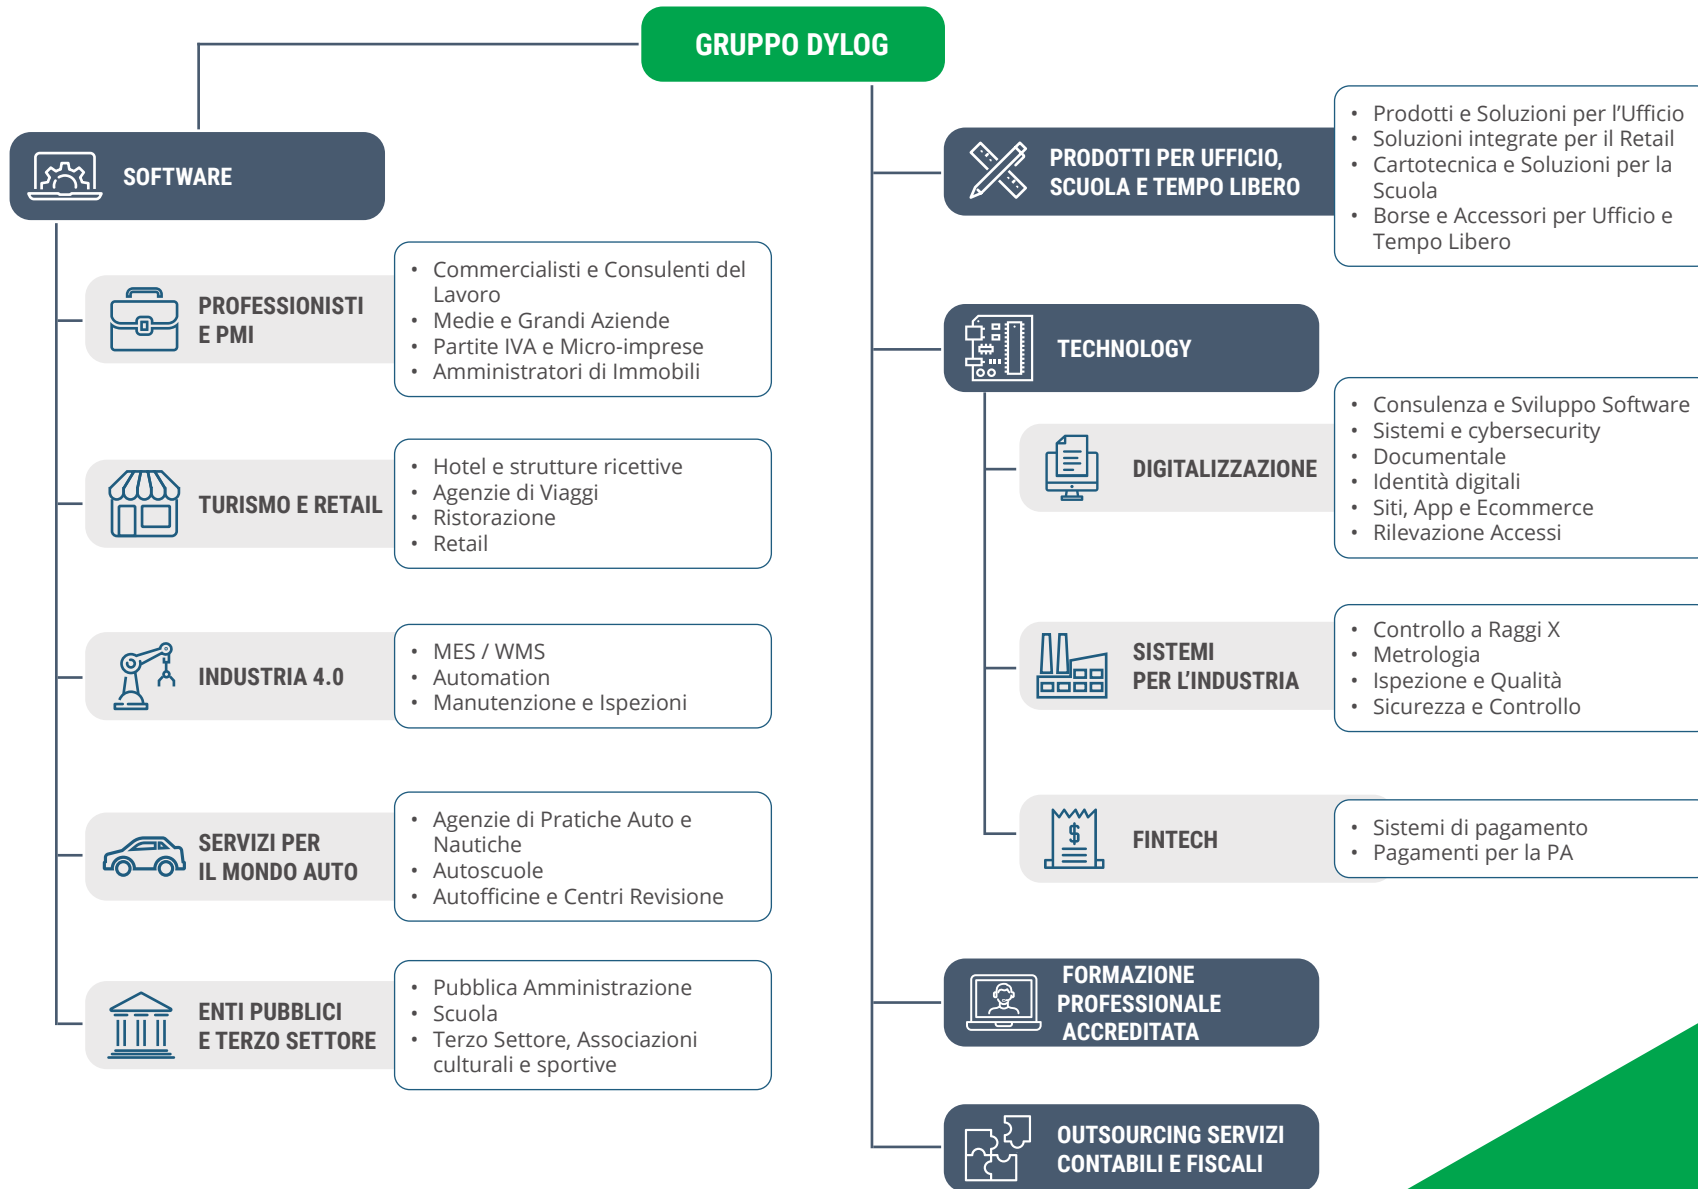 GRUPPO DYLOG
SOFTWARE
PROFESSIONISTI
E PMI
• Commercialisti e Consulenti del
Lavoro
• Medie e Grandi Aziende
• Partite IVA e Micro-imprese
• Amministratori di Immobili
TURISMO E RETAIL
• Hotel e strutture ricettive
• Agenzie di Viaggi
• Ristorazione
• Retail
INDUSTRIA 4.0
• MES / WMS
• Automation
• Manutenzione e Ispezioni
SERVIZI PER
IL MONDO AUTO
• Agenzie di Pratiche Auto e
Nautiche
• Autoscuole
• Autofficine e Centri Revisione
ENTI PUBBLICI
E TERZO SETTORE
• Pubblica Amministrazione
• Scuola
• Terzo Settore, Associazioni
culturali e sportive
PRODOTTI PER UFFICIO,
SCUOLA E TEMPO LIBERO
• Prodotti e Soluzioni per l’Ufficio
• Soluzioni integrate per il Retail
• Cartotecnica e Soluzioni per la
Scuola
• Borse e Accessori per Ufficio e
Tempo Libero
TECHNOLOGY
DIGITALIZZAZIONE
• Consulenza e Sviluppo Software
• Sistemi e cybersecurity
• Documentale
• Identità digitali
• Siti, App e Ecommerce
• Rilevazione Accessi
SISTEMI
PER L’INDUSTRIA
• Controllo a Raggi X
• Metrologia
• Ispezione e Qualità
• Sicurezza e Controllo
$
FINTECH
• Sistemi di pagamento
• Pagamenti per la PA
FORMAZIONE
PROFESSIONALE
ACCREDITATA
OUTSOURCING SERVIZI
CONTABILI E FISCALI